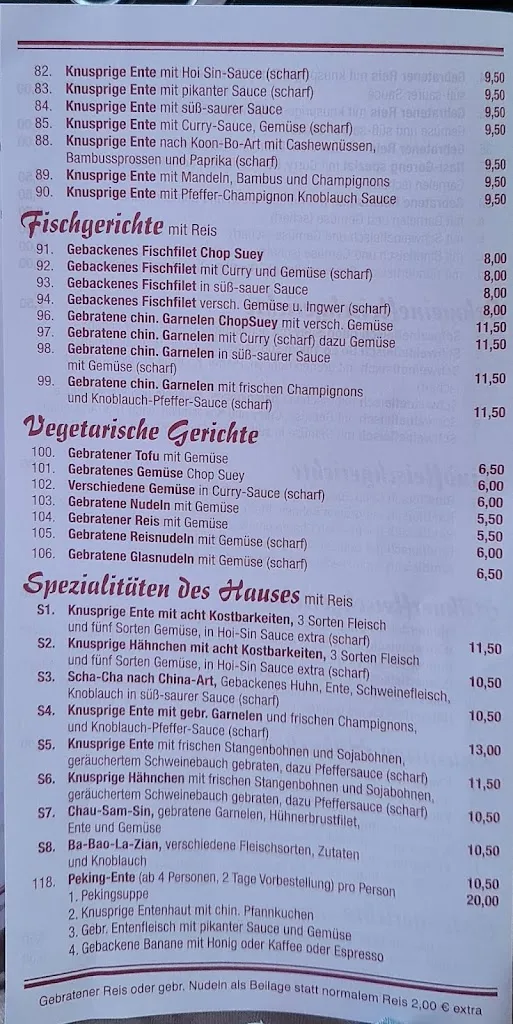 82. Knusprige Ente mit Hoi Sin-Sauce (scharf) 9,50
83. Knusprige Ente mit pikanter Sauce (scharf) 9,50
84. Knusprige Ente mit süß-saurer Sauce 9,50
85. Knusprige Ente mit Curry-Sauce, Gemüse (scharf) 9,50
88. Knusprige Ente nach Koon-Bo-Art mit Cashewnüssen,
Bambussprossen und Paprika (scharf) 9,50
89. Knusprige Ente mit Mandeln, Bambus und Champignons 9,50
90. Knusprige Ente mit Pfeffer-Champignon Knoblauch Sauce 9,50
Fischgerichte mit Reis
91. Gebackenes Fischfilet Chop Suey 8,00
92. Gebackenes Fischfilet mit Curry und Gemüse (scharf) 8,00
93. Gebackenes Fischfilet in süß-sauer Sauce 8,00
94. Gebackenes Fischfilet versch. Gemüse u. Ingwer (scharf) 8,00
96. Gebratene chin. Garnelen ChopSuey mit versch. Gemüse 11,50
97. Gebratene chin. Garnelen mit Curry (scharf) dazu Gemüse 11,50
98. Gebratene chin. Garnelen in süß-saurer Sauce
mit Gemüse (scharf) 11,50
99. Gebratene chin. Garnelen mit frischen Champignons
und Knoblauch-Pfeffer-Sauce (scharf) 11,50
Vegetarische Gerichte
100. Gebratener Tofu mit Gemüse 6,50
101. Gebratenes Gemüse Chop Suey 6,00
102. Verschiedene Gemüse in Curry-Sauce (scharf) 6,00
103. Gebratene Nudeln mit Gemüse 5,50
104. Gebratener Reis mit Gemüse 5,50
105. Gebratene Reisnudeln mit Gemüse (scharf) 6,00
106. Gebratene Glasnudeln mit Gemüse (scharf) 6,50
Spezialitäten des Hauses mit Reis
S1. Knusprige Ente mit acht Kostbarkeiten, 3 Sorten Fleisch
und fünf Sorten Gemüse, in Hoi-Sin Sauce extra (scharf) 11,50
S2. Knusprige Hähnchen mit acht Kostbarkeiten, 3 Sorten Fleisch
und fünf Sorten Gemüse, in Hoi-Sin Sauce extra (scharf) 10,50
S3. Scha-Cha nach China-Art, Gebackenes Huhn, Ente, Schweinefleisch,
Knoblauch in süß-saurer Sauce (scharf) 10,50
S4. Knusprige Ente mit gebr. Garnelen und frischen Champignons,
und Knoblauch-Pfeffer-Sauce (scharf) 13,00
S5. Knusprige Ente mit frischen Stangenbohnen und Sojabohnen,
geräuchertem Schweinebauch gebraten, dazu Pfeffersauce (scharf) 11,50
S6. Knusprige Hähnchen mit frischen Stangenbohnen und Sojabohnen,
geräuchertem Schweinebauch gebraten, dazu Pfeffersauce (scharf) 10,50
S7. Chau-Sam-Sin, gebratene Garnelen, Hühnerbrustfilet,
Ente und Gemüse 10,50
S8. Ba-Bao-La-Zian, verschiedene Fleischsorten, Zutaten
und Knoblauch 10,50
118. Peking-Ente (ab 4 Personen, 2 Tage Vorbestellung) pro Person 20,00
1. Pekingsuppe
2. Knusprige Entenhaut mit chin. Pfannkuchen
3. Gebr. Entenfleisch mit pikanter Sauce und Gemüse
4. Gebackene Banane mit Honig oder Kaffee oder Espresso
Gebratener Reis oder gebr. Nudeln als Beilage statt normalem Reis 2,00 € extra